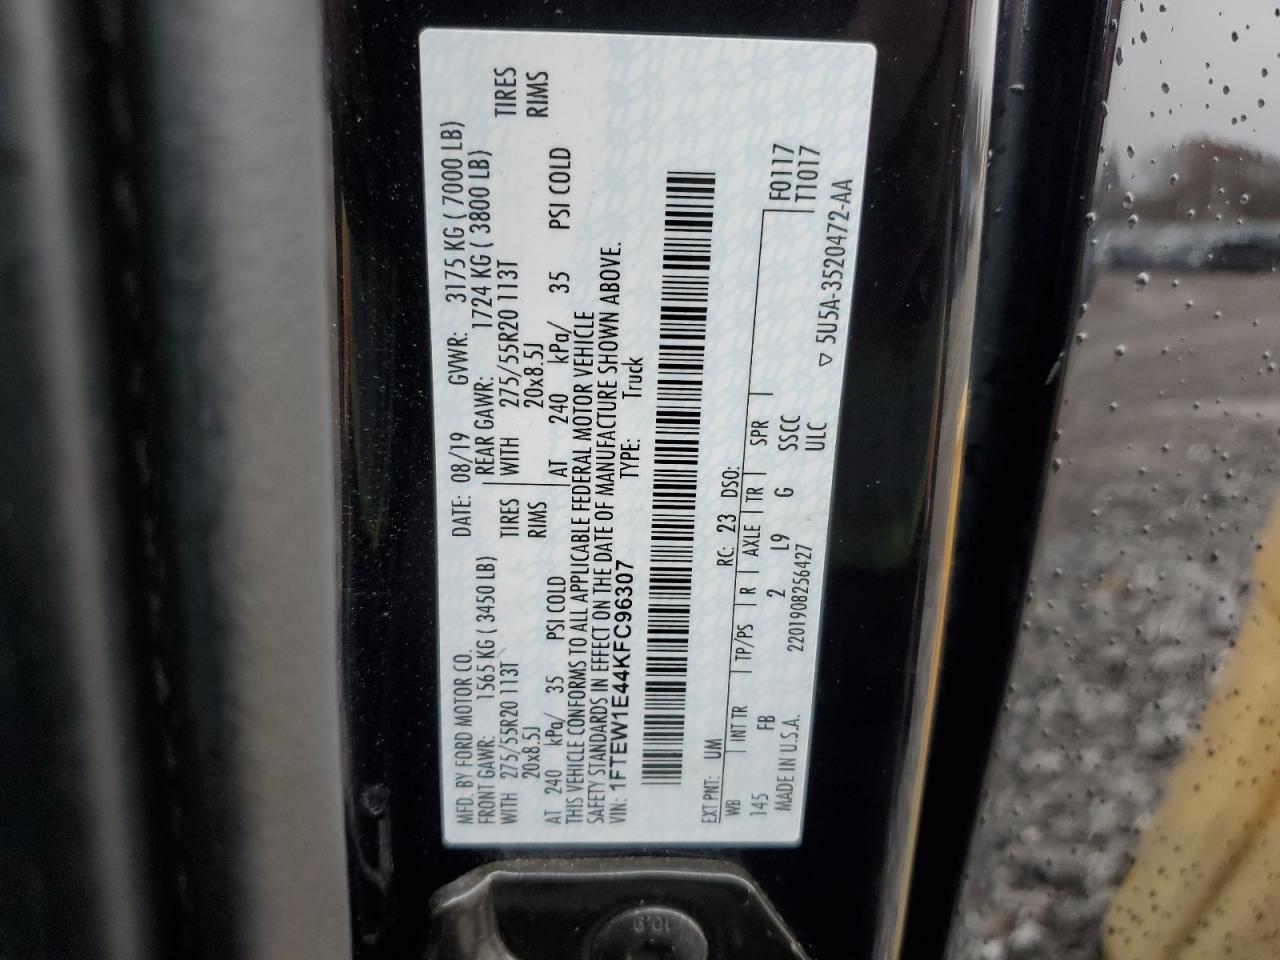 MFD. BY FORD MOTOR CO.
DATE: 08/19 GVWR: 3175 KG ( 7000 LB)
FRONT GAWR: 1565 KG ( 3450 LB) REAR GAWR: 1724 KG ( 3800 LB)
WITH 275/55R20 113T TIRES WITH 275/55R20 113T TIRES
20x8.5J RIMS 20x8.5J RIMS
AT 240 kPa/ 35 PSI COLD AT 240 kPa/ 35 PSI COLD
THIS VEHICLE CONFORMS TO ALL APPLICABLE FEDERAL MOTOR VEHICLE
SAFETY STANDARDS IN EFFECT ON THE DATE OF MANUFACTURE SHOWN ABOVE.
VIN: 1FTEW1E44KFC96307 TYPE: Truck
EXT PNT: UM RC: 23 DSO: F0117
WB INT TR TP/PS R AXLE TR SPR T1017
145 FB 2 L9 G SSCC
MADE IN U.S.A. 2201908256427 ULC
▽ 5U5A-3520472-AA
10.9